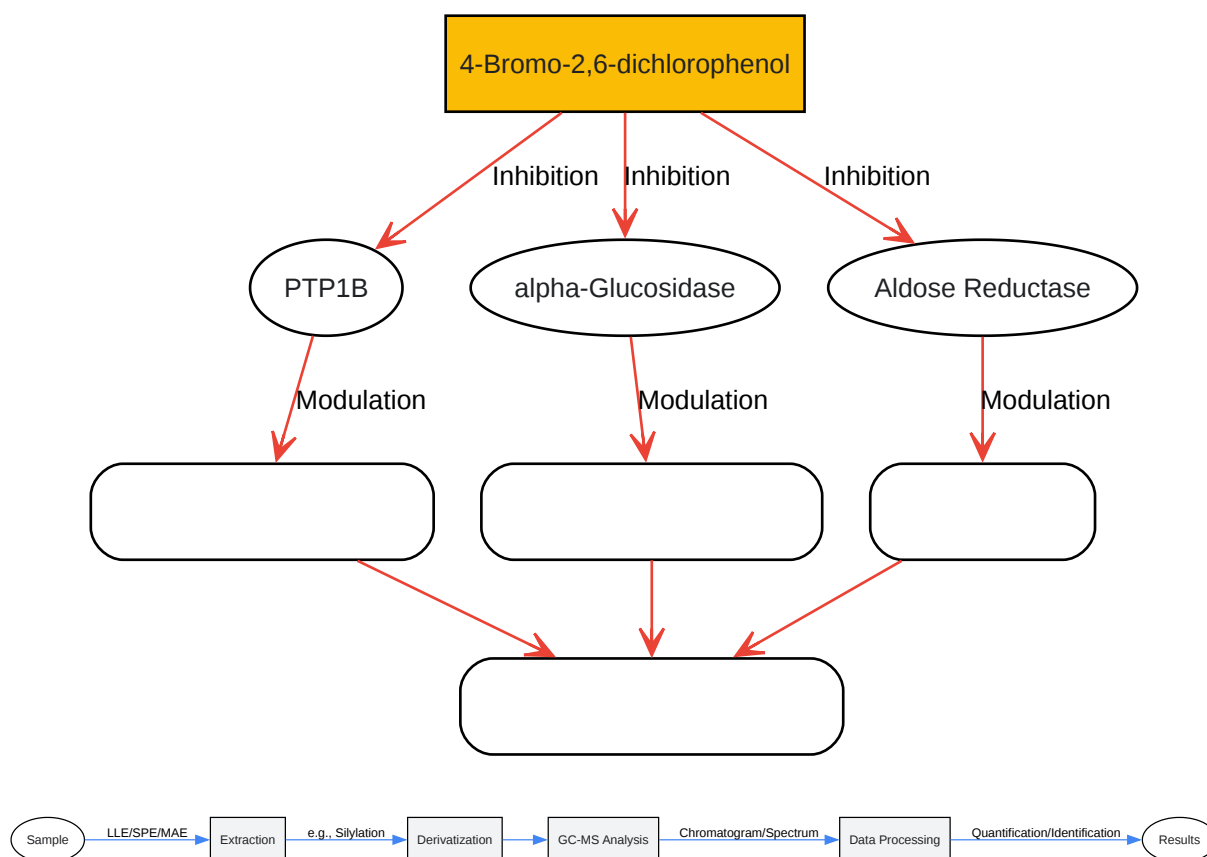 4-Bromo-2,6-dichlorophenol
Inhibition
Inhibition
Inhibition
PTP1B
alpha-Glucosidase
Aldose Reductase
Modulation
Modulation
Modulation
Sample
LLE/SPE/MAE
Extraction
e.g., Silylation
Derivatization
GC-MS Analysis
Chromatogram/Spectrum
Data Processing
Quantification/Identification
Results